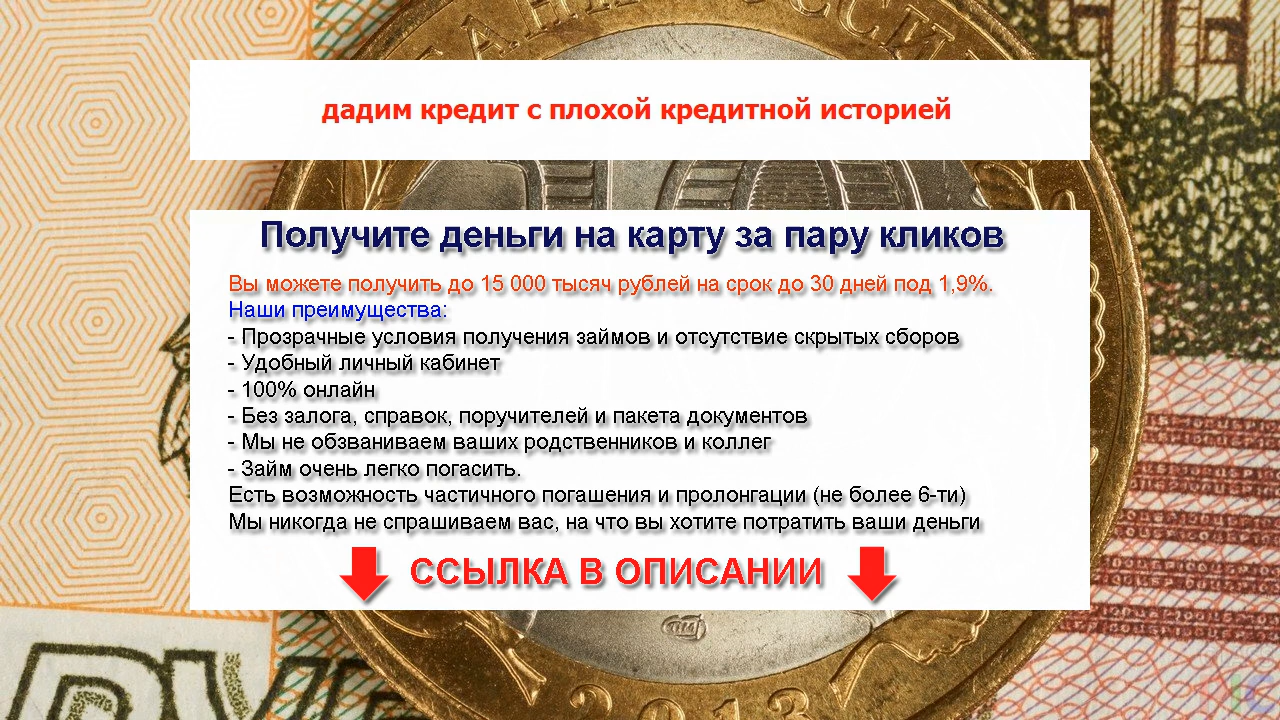 БАНК РОССИИ
дадим кредит с плохой кредитной историей
Получите деньги на карту за пару кликов
Вы можете получить до 15 000 тысяч рублей на срок до 30 дней под 1,9%.
Наши преимущества:
- Прозрачные условия получения займов и отсутствие скрытых сборов
- Удобный личный кабинет
- 100% онлайн
- Без залога, справок, поручителей и пакета документов
- Мы не обзваниваем ваших родственников и коллег
- Займ очень легко погасить.
Есть возможность частичного погашения и пролонгации (не более 6-ти)
Мы никогда не спрашиваем вас, на что вы хотите потратить ваши деньги
ССЫЛКА В ОПИСАНИИ
2013